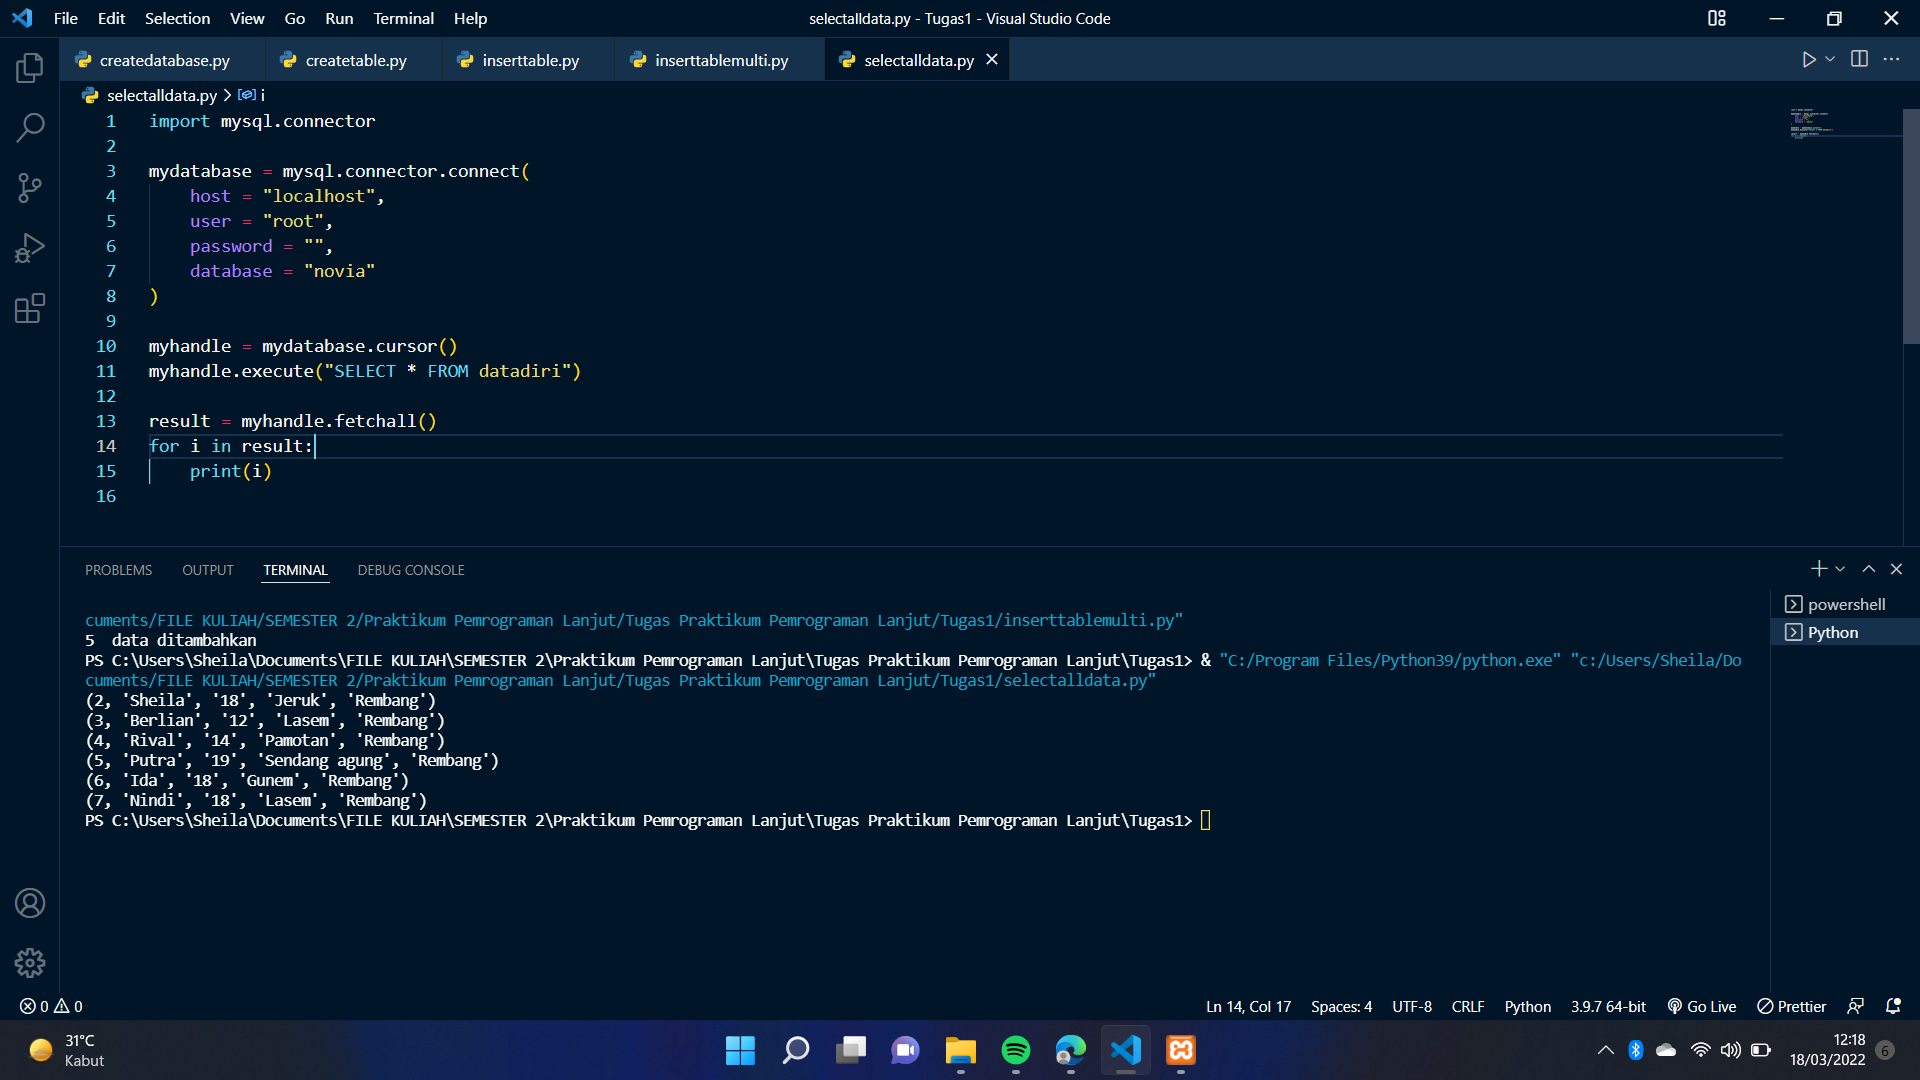 File Edit Selection View Go Run Terminal Help
selectalldata.py - Tugas1 - Visual Studio Code
createdatabase.py
createtable.py
inserttable.py
inserttablemulti.py
selectalldata.py
selectalldata.py > i
1 import mysql.connector
2
3 mydatabase = mysql.connector.connect(
4     host = "localhost",
5     user = "root",
6     password = "",
7     database = "novia"
8 )
9
10 myhandle = mydatabase.cursor()
11 myhandle.execute("SELECT * FROM datadiri")
12
13 result = myhandle.fetchall()
14 for i in result:
15     print(i)
16
PROBLEMS OUTPUT TERMINAL DEBUG CONSOLE
powershell
Python
cuments/FILE KULIAH/SEMESTER 2/Praktikum Pemrograman Lanjut/Tugas Praktikum Pemrograman Lanjut/Tugas1/inserttablemulti.py"
5  data ditambahkan
PS C:\Users\Sheila\Documents\FILE KULIAH\SEMESTER 2\Praktikum Pemrograman Lanjut\Tugas Praktikum Pemrograman Lanjut\Tugas1> & "C:/Program Files/Python39/python.exe" "c:/Users/Sheila/Do
cuments/FILE KULIAH/SEMESTER 2/Praktikum Pemrograman Lanjut/Tugas Praktikum Pemrograman Lanjut/Tugas1/selectalldata.py"
(2, 'Sheila', '18', 'Jeruk', 'Rembang')
(3, 'Berlian', '12', 'Lasem', 'Rembang')
(4, 'Rival', '14', 'Pamotan', 'Rembang')
(5, 'Putra', '19', 'Sendang agung', 'Rembang')
(6, 'Ida', '18', 'Gunem', 'Rembang')
(7, 'Nindi', '18', 'Lasem', 'Rembang')
PS C:\Users\Sheila\Documents\FILE KULIAH\SEMESTER 2\Praktikum Pemrograman Lanjut\Tugas Praktikum Pemrograman Lanjut\Tugas1>
0 0
Ln 14, Col 17 Spaces: 4 UTF-8 CRLF Python 3.9.7 64-bit Go Live Prettier
31°C
Kabut
12:18
18/03/2022
6